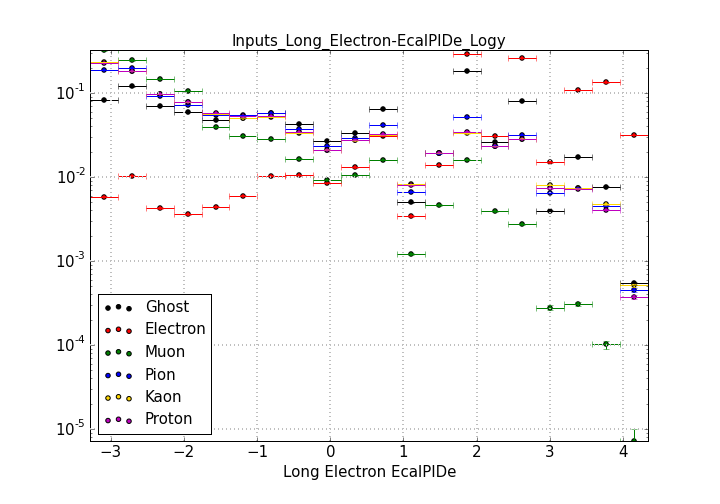 Inputs_Long_Electron-EcalPIDe_Logy
10^-1
10^-2
10^-3
10^-4
10^-5
Ghost
Electron
Muon
Pion
Kaon
Proton
−3 −2 −1 0 1 2 3 4
Long Electron EcalPIDe